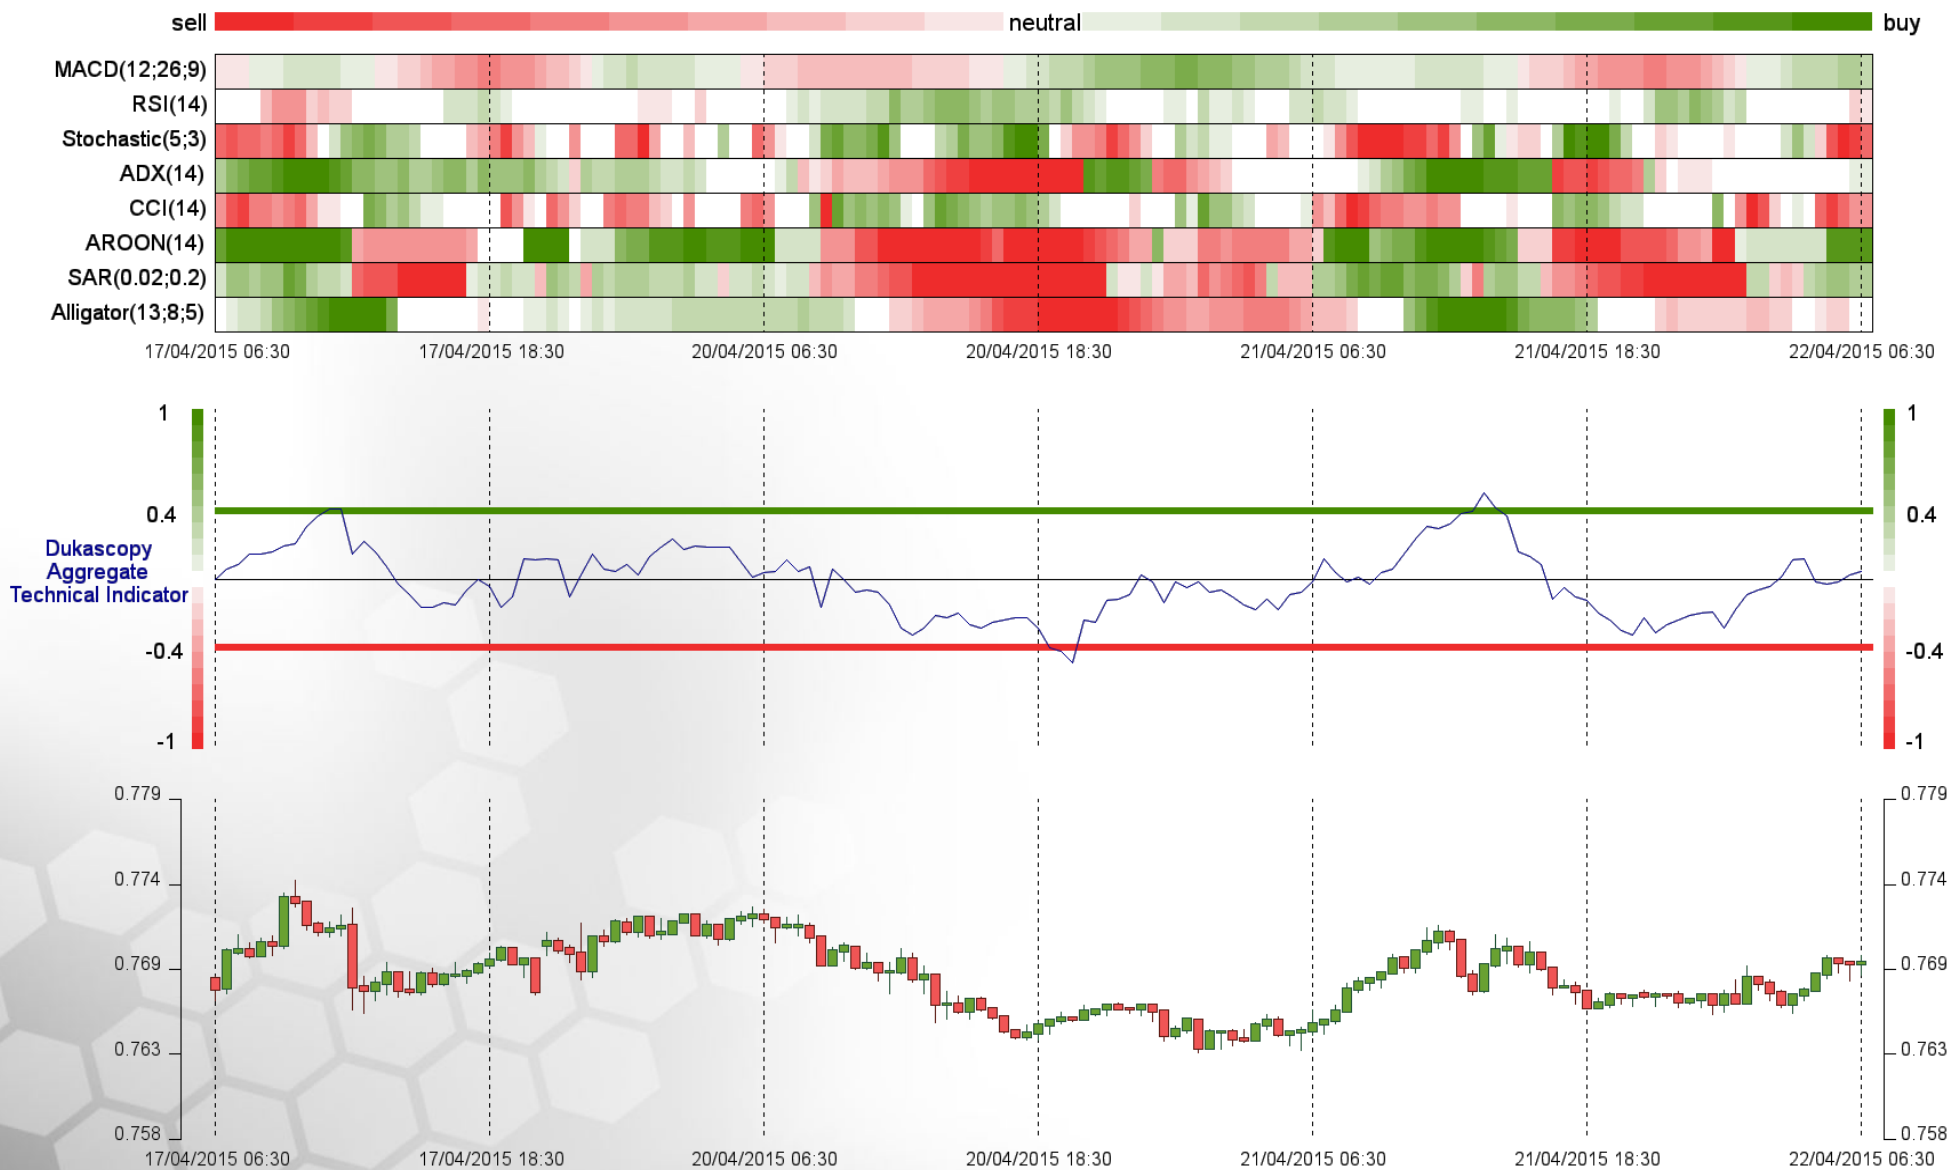 sell neutral buy
MACD(12;26;9)
RSI(14)
Stochastic(5;3)
ADX(14)
CCI(14)
AROON(14)
SAR(0.02;0.2)
Alligator(13;8;5)
17/04/2015 06:30 17/04/2015 18:30 20/04/2015 06:30 20/04/2015 18:30 21/04/2015 06:30 21/04/2015 18:30 22/04/2015 06:30
1 1
0.4 0.4
Dukascopy
Aggregate
Technical Indicator
-0.4 -0.4
-1 -1
0.779 0.779
0.774 0.774
0.769 0.769
0.763 0.763
0.758 0.758
17/04/2015 06:30 17/04/2015 18:30 20/04/2015 06:30 20/04/2015 18:30 21/04/2015 06:30 21/04/2015 18:30 22/04/2015 06:30